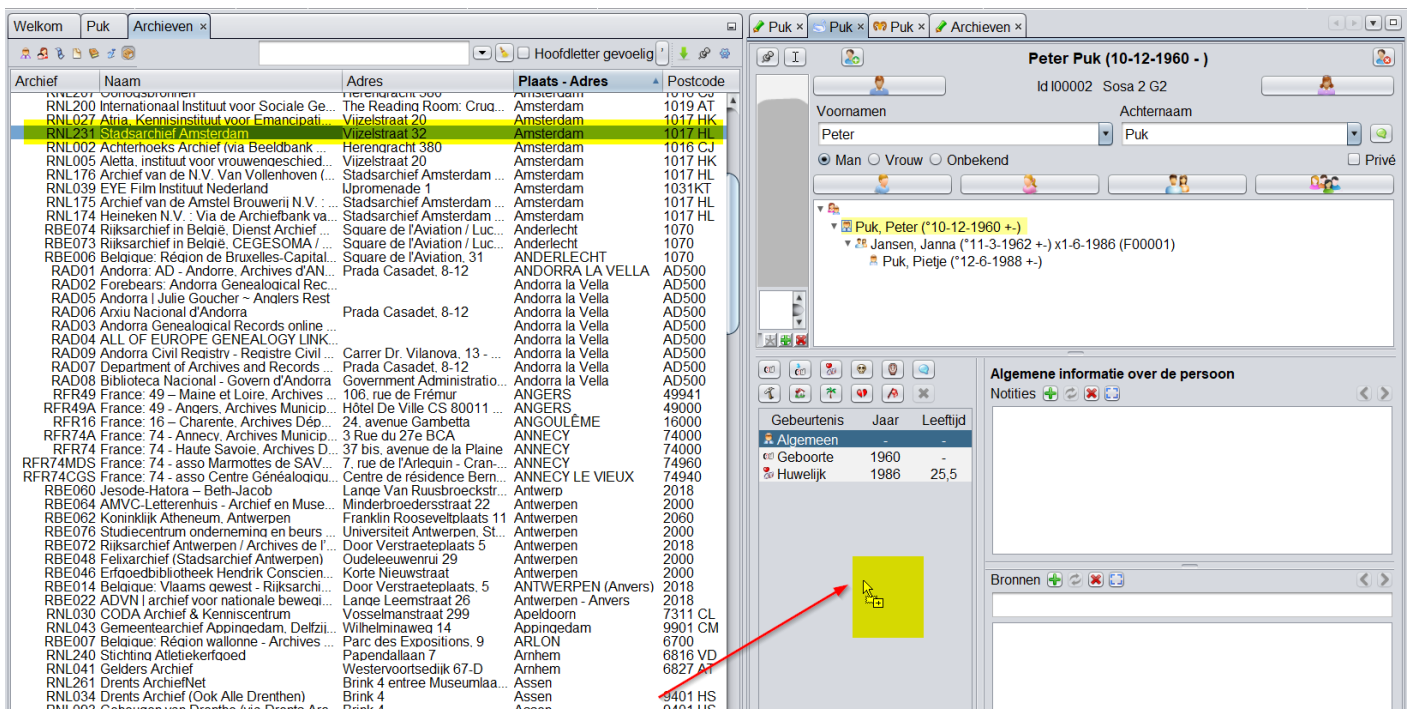 Welkom Puk Archieven ×
Hoofdletter gevoelig
Archief Naam Adres Plaats - Adres Postcode
RNL200 Internationaal Instituut voor Sociale Ge... The Reading Room: Cruq... Amsterdam 1019 AT
RNL027 Atria, Kennisinstituut voor Emancipati... Vijzelstraat 20 Amsterdam 1017 HK
RNL231 Stadsarchief Amsterdam Vijzelstraat 32 Amsterdam 1017 HL
RNL002 Achterhoeks Archief (via Beeldbank ... Herengracht 380 Amsterdam 1016 CJ
RNL005 Aletta, instituut voor vrouwengeschied... Vijzelstraat 20 Amsterdam 1017 HK
RNL176 Archief van de N.V. Van Vollenhoven (... Stadsarchief Amsterdam ... Amsterdam 1017 HL
RNL039 EYE Film Instituut Nederland IJpromenade 1 Amsterdam 1031KT
RNL175 Archief van de Amstel Brouwerij N.V. : ... Stadsarchief Amsterdam ... Amsterdam 1017 HL
RNL174 Heineken N.V. : Via de Archiefbank va... Stadsarchief Amsterdam ... Amsterdam 1017 HL
RBE074 Rijksarchief in België, Dienst Archief ... Square de l'Aviation / Luc... Anderlecht 1070
RBE073 Rijksarchief in België, CEGESOMA / ... Square de l'Aviation / Luc... Anderlecht 1070
RBE006 Belgique: Région de Bruxelles-Capital... Square de l'Aviation, 31 ANDERLECHT 1070
RAD01 Andorra: AD - Andorre, Archives d'AN... Prada Casadet, 8-12 ANDORRA LA VELLA AD500
RAD02 Forebears: Andorra Genealogical Rec... Andorra la Vella AD500
RAD05 Andorra | Julie Goucher ~ Anglers Rest Andorra la Vella AD500
RAD06 Arxiu Nacional d'Andorra Prada Casadet, 8-12 Andorra la Vella AD500
RAD03 Andorra Genealogical Records online ... Andorra la Vella AD500
RAD04 ALL OF EUROPE GENEALOGY LINK... Andorra la Vella AD500
RAD09 Andorra Civil Registry - Registre Civil ... Carrer Dr. Vilanova, 13 - ... Andorra la Vella AD500
RAD07 Department of Archives and Records ... Prada Casadet, 8-12 Andorra la Vella AD500
RAD08 Biblioteca Nacional - Govern d'Andorra Government Administratio... Andorra la Vella AD500
RFR49 France: 49 – Maine et Loire, Archives ... 106, rue de Frémur ANGERS 49941
RFR49A France: 49 - Angers, Archives Municip... Hôtel De Ville CS 80011 ... ANGERS 49000
RFR16 France: 16 – Charente, Archives Dép... 24, avenue Gambetta ANGOULÊME 16000
RFR74A France: 74 - Annecy, Archives Municip... 3 Rue du 27e BCA ANNECY 74000
RFR74 France: 74 - Haute Savoie, Archives D... 37 bis, avenue de la Plaine ANNECY 74000
RFR74MDS France: 74 - asso Marmottes de SAV... 7, rue de l'Arlequin - Cran-... ANNECY 74960
RFR74CGS France: 74 - asso Centre Généalogiqu... Centre de résidence Bern... ANNECY LE VIEUX 74940
RBE060 Jesode-Hatora – Beth-Jacob Lange Van Ruusbroeckstr... Antwerp 2018
RBE064 AMVC-Letterenhuis - Archief en Muse... Minderbroedersstraat 22 Antwerpen 2000
RBE062 Koninklijk Atheneum, Antwerpen Franklin Rooseveltplaats 11 Antwerpen 2060
RBE076 Studiecentrum onderneming en beurs ... Universiteit Antwerpen, St... Antwerpen 2000
RBE072 Rijksarchief Antwerpen / Archives de l'... Door Verstraeteplaats 5 Antwerpen 2018
RBE048 Felixarchief (Stadsarchief Antwerpen) Oudeleeuwenrui 29 Antwerpen 2000
RBE046 Erfgoedbibliotheek Hendrik Conscien... Korte Nieuwstraat Antwerpen 2000
RBE014 Belgique: Vlaams gewest - Rijksarchi... Door Verstraeteplaats, 5 ANTWERPEN (Anvers) 2018
RBE022 ADVN | archief voor nationale bewegi... Lange Leemstraat 26 Antwerpen - Anvers 2018
RNL030 CODA Archief & Kenniscentrum Vosselmanstraat 299 Apeldoorn 7311 CL
RNL043 Gemeentearchief Appingedam, Delfzij... Wilhelminaweg 14 Appingedam 9901 CM
RBE007 Belgique: Région wallonne - Archives ... Parc des Expositions, 9 ARLON 6700
RNL240 Stichting Atletiekerfgoed Papendallaan 7 Arnhem 6816 VD
RNL041 Gelders Archief Westervoortsedijk 67-D Arnhem 6827 AT
RNL261 Drents ArchiefNet Brink 4 entree Museumlaa... Assen
RNL034 Drents Archief (Ook Alle Drenthen) Brink 4 Assen 9401 HS
Puk × Puk × Puk × Archieven ×
Peter Puk (10-12-1960 - )
Id I00002 Sosa 2 G2
Voornamen Achternaam
Peter Puk
Man Vrouw Onbekend Privé
Puk, Peter (°10-12-1960 +-)
Jansen, Janna (°11-3-1962 +-) x1-6-1986 (F00001)
Puk, Pietje (°12-6-1988 +-)
Gebeurtenis Jaar Leeftijd
Algemeen - -
Geboorte 1960 -
Huwelijk 1986 25,5
Algemene informatie over de persoon
Notities
Bronnen